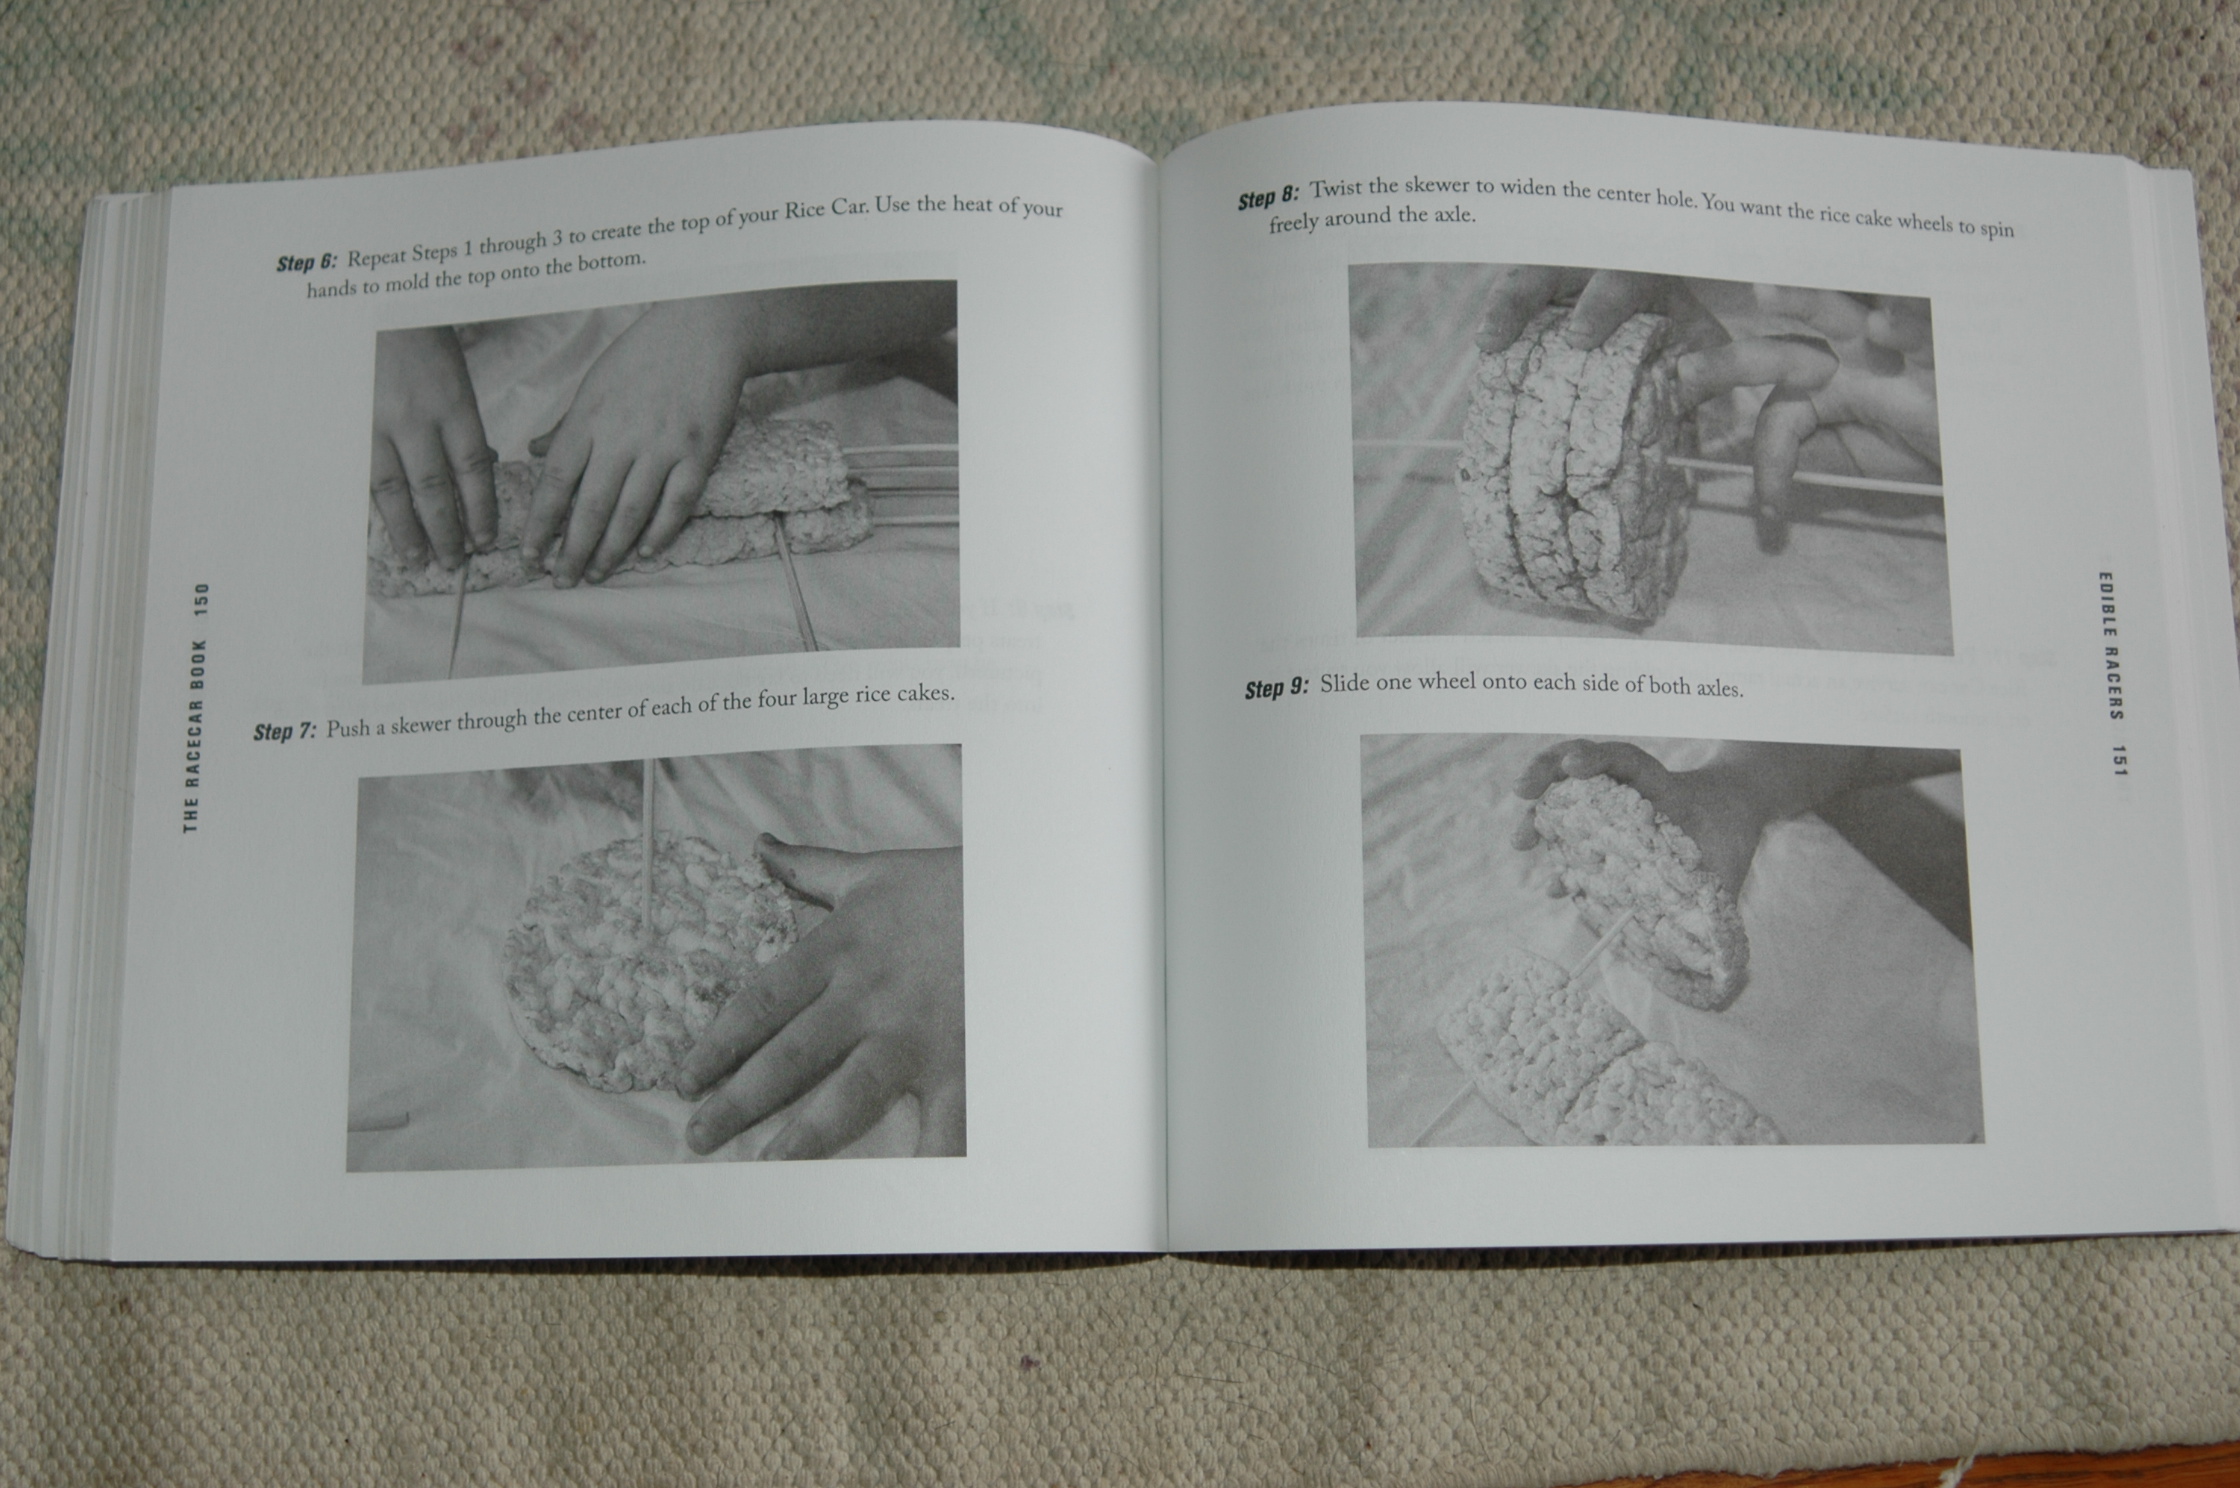 Step 6: Repeat Steps 1 through 3 to create the top of your Rice Car. Use the heat of your
hands to mold the top onto the bottom.
Step 7: Push a skewer through the center of each of the four large rice cakes.
THE RACECAR BOOK 150
Step 8: Twist the skewer to widen the center hole. You want the rice cake wheels to spin
freely around the axle.
Step 9: Slide one wheel onto each side of both axles.
EDIBLE RACERS 151